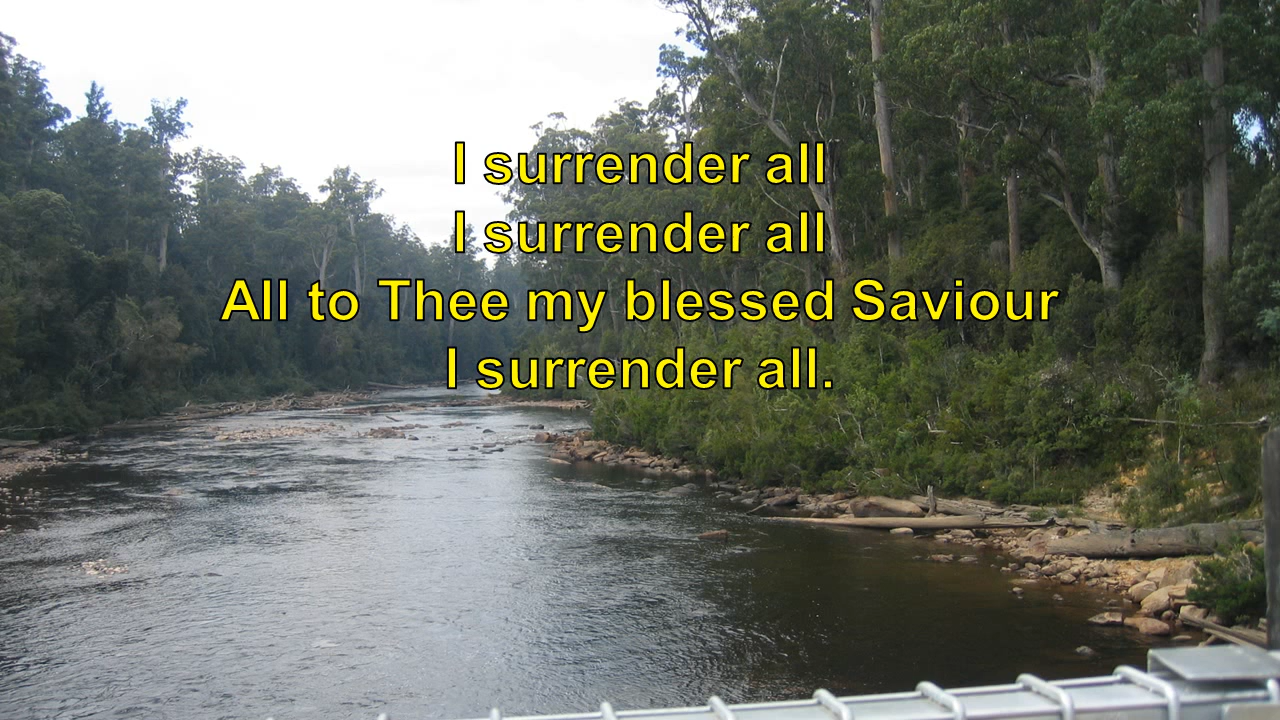 I surrender all
I surrender all
All to Thee my blessed Saviour
I surrender all.